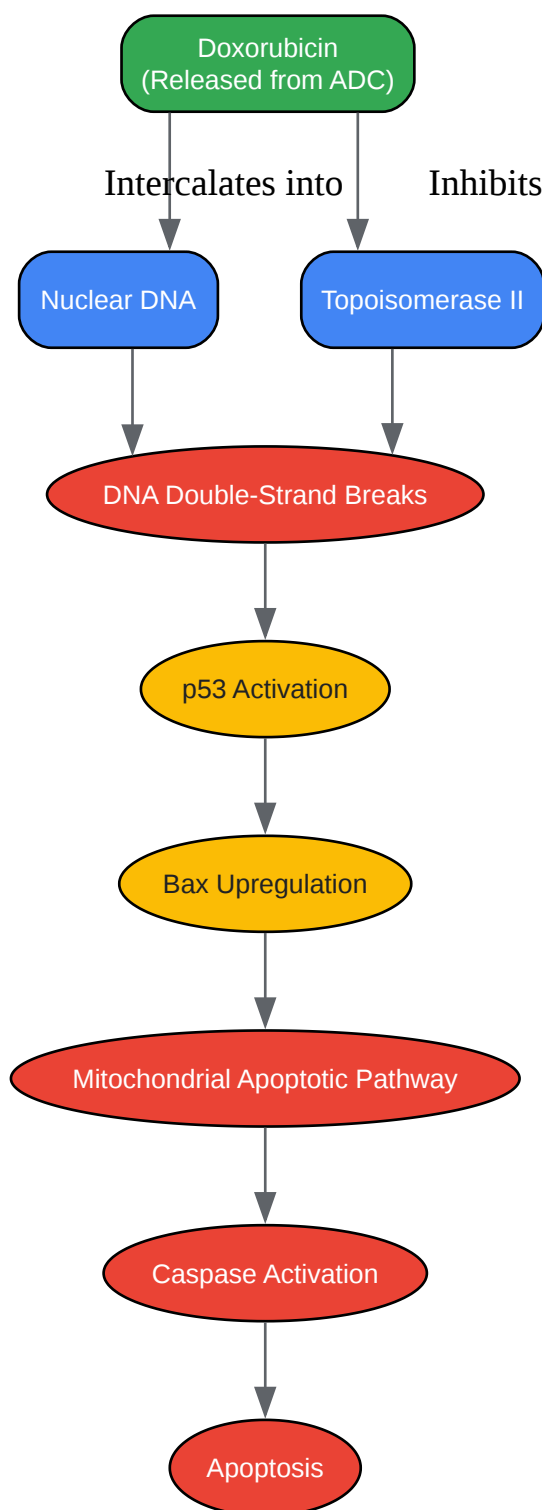 Doxorubicin
(Released from ADC)
Intercalates into
Inhibits
Nuclear DNA
Topoisomerase II
DNA Double-Strand Breaks
p53 Activation
Bax Upregulation
Mitochondrial Apoptotic Pathway
Caspase Activation
Apoptosis